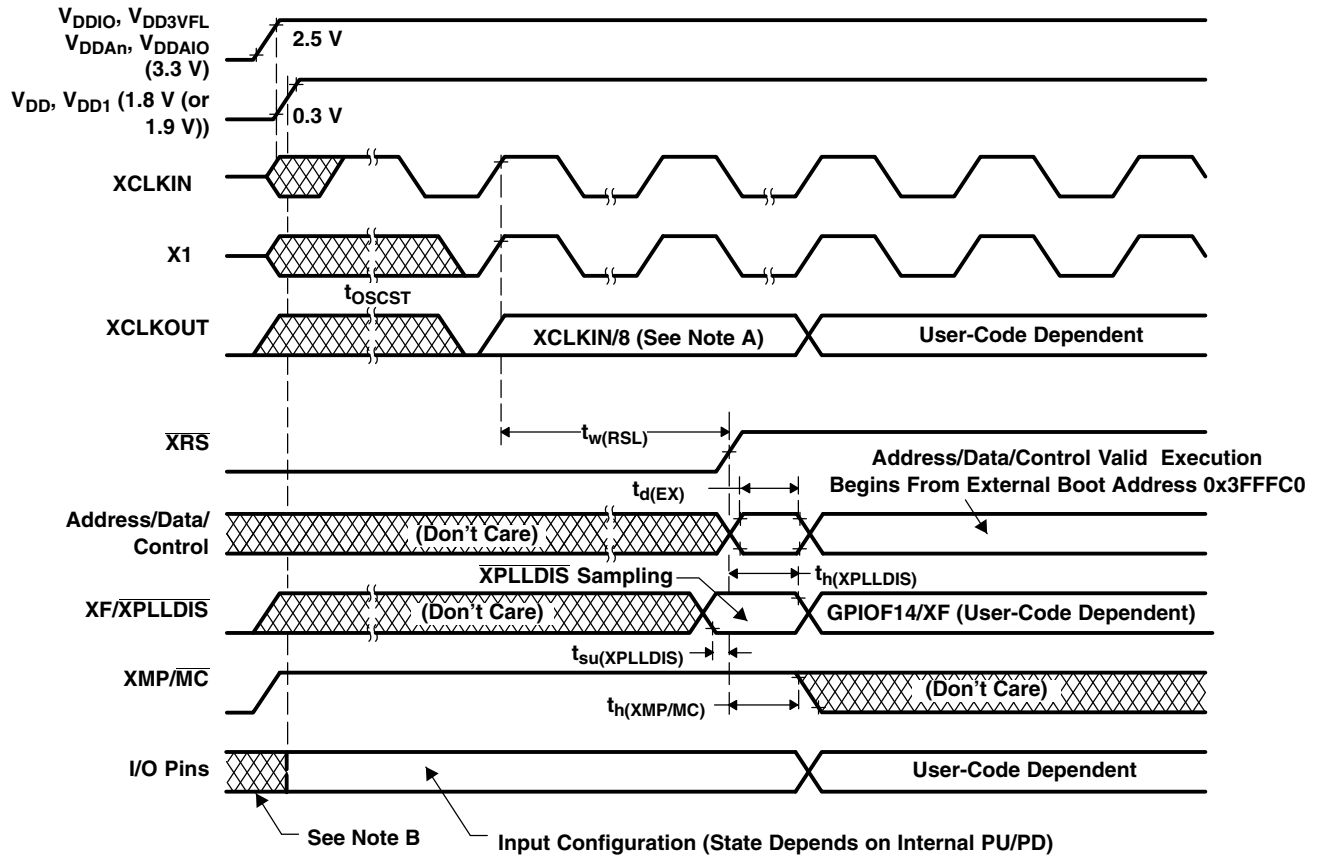 VDDIO, VDD3VFL
VDDAn, VDDAIO
(3.3 V)
2.5 V
VDD, VDD1 (1.8 V (or
1.9 V))
0.3 V
XCLKIN
X1
tOSCST
XCLKOUT
XCLKIN/8 (See Note A)
User-Code Dependent
XRS
tw(RSL)
Address/Data/Control Valid Execution
Begins From External Boot Address 0x3FFFC0
td(EX)
Address/Data/
Control
(Don't Care)
XPLLDIS Sampling
th(XPLLDIS)
XF/XPLLDIS
(Don't Care)
GPIOF14/XF (User-Code Dependent)
tsu(XPLLDIS)
XMP/MC
(Don't Care)
th(XMP/MC)
I/O Pins
User-Code Dependent
See Note B
Input Configuration (State Depends on Internal PU/PD)